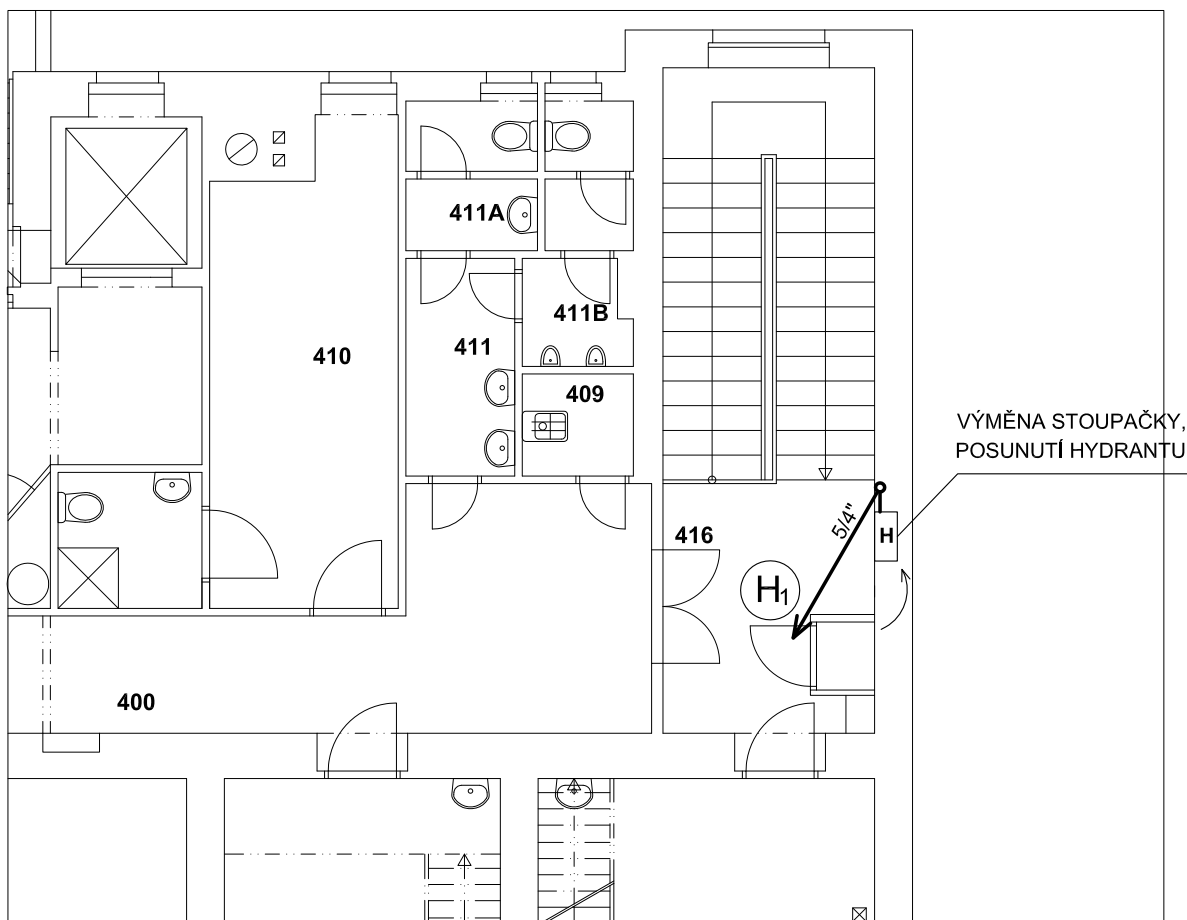 411A
411B
410
411
409
VÝMĚNA STOUPAČKY,
POSUNUTÍ HYDRANTU
416
5/4"
H
H₁
400